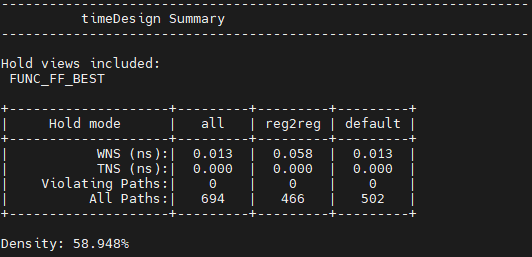 ------------------------------------------------------------------
          timeDesign Summary
------------------------------------------------------------------

Hold views included:
 FUNC_FF_BEST

+--------------------+---------+---------+---------+
|     Hold mode      |   all   | reg2reg | default |
+--------------------+---------+---------+---------+
|           WNS (ns):|  0.013  |  0.058  |  0.013  |
|           TNS (ns):|  0.000  |  0.000  |  0.000  |
|    Violating Paths:|    0    |    0    |    0    |
|          All Paths:|   694   |   466   |   502   |
+--------------------+---------+---------+---------+

Density: 58.948%
------------------------------------------------------------------